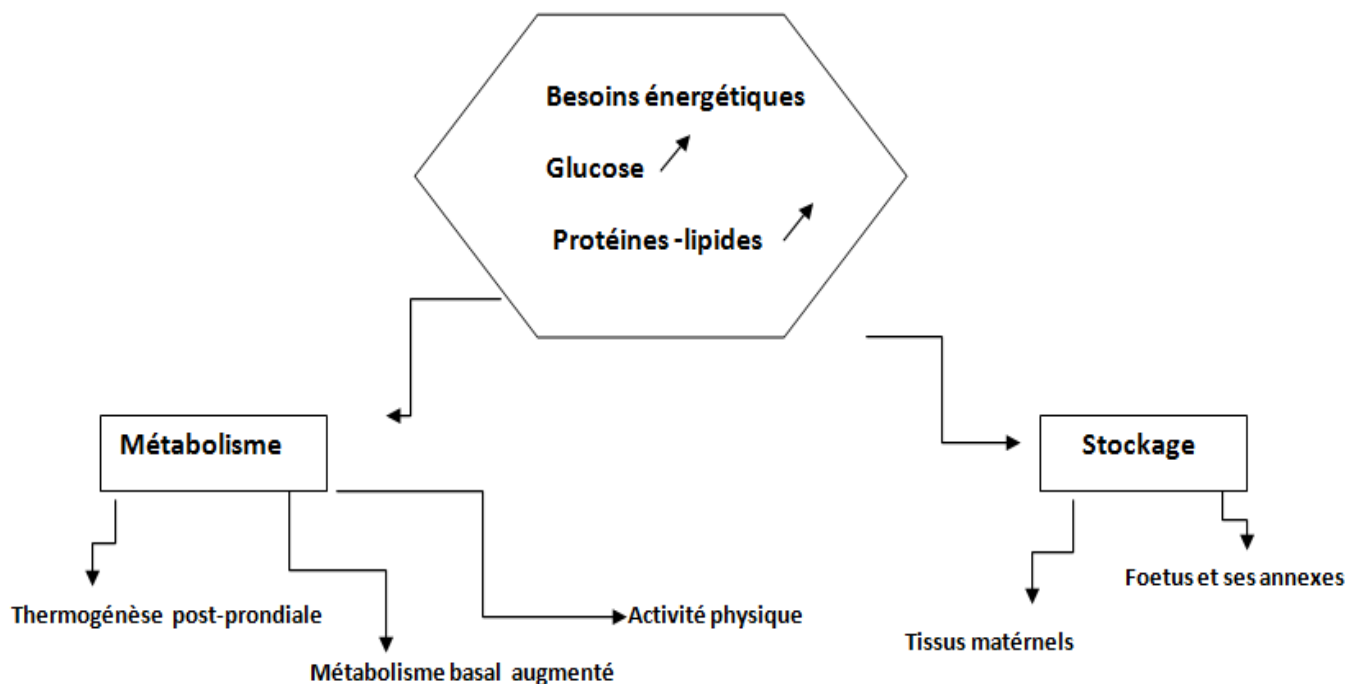 Besoins énergétiques
Glucose
Protéines -lipides
Métabolisme
Stockage
Thermogénèse post-prondiale
Métabolisme basal augmenté
Activité physique
Tissus matérnels
Foetus et ses annexes